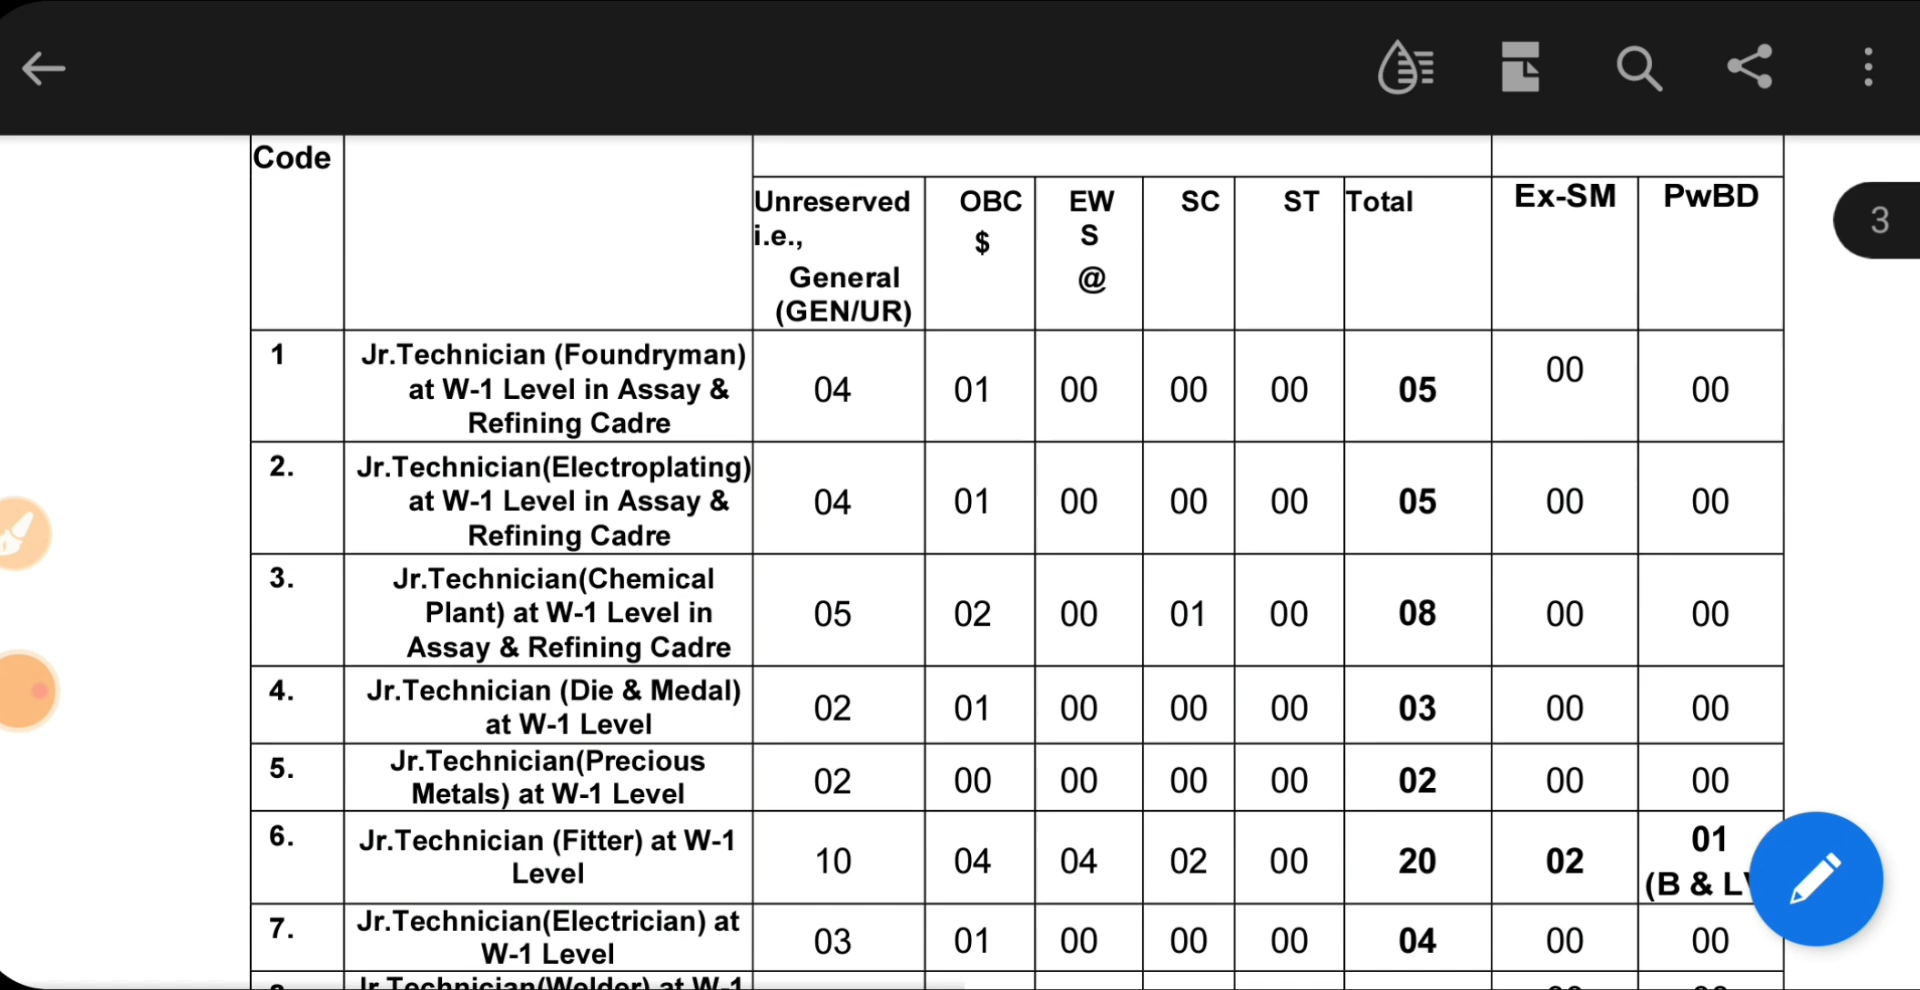 3
Code
Unreserved
i.e.,
General
(GEN/UR)
OBC
$
EW
S
@
SC
ST
Total
Ex-SM
PwBD
1
Jr.Technician (Foundryman)
at W-1 Level in Assay &
Refining Cadre
04 01 00 00 00 05 00 00
2.
Jr.Technician(Electroplating)
at W-1 Level in Assay &
Refining Cadre
04 01 00 00 00 05 00 00
3.
Jr.Technician(Chemical
Plant) at W-1 Level in
Assay & Refining Cadre
05 02 00 01 00 08 00 00
4.
Jr.Technician (Die & Medal)
at W-1 Level
02 01 00 00 00 03 00 00
5.
Jr.Technician(Precious
Metals) at W-1 Level
02 00 00 00 00 02 00 00
6.
Jr.Technician (Fitter) at W-1
Level
10 04 04 02 00 20 02 01
(B & L
7.
Jr.Technician(Electrician) at
W-1 Level
03 01 00 00 00 04 00 00
Jr.Technician(Welder) at W-1